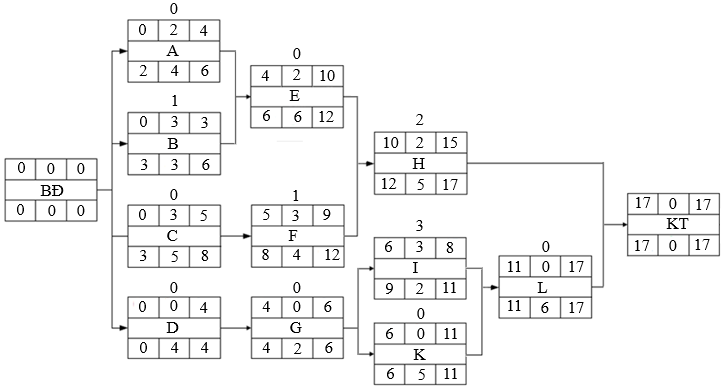 0
0 2 4
A
2 4 6
1
0 3 3
B
3 3 6
0
4 2 10
E
6 6 12
2
10 2 15
H
12 5 17
0 0 0
BĐ
0 0 0
0
0 3 5
C
3 5 8
1
5 3 9
F
8 4 12
17 0 17
KT
17 0 17
3
6 3 8
I
9 2 11
0
11 0 17
L
11 6 17
0
0 0 4
D
0 4 4
0
4 0 6
G
4 2 6
0
6 0 11
K
6 5 11